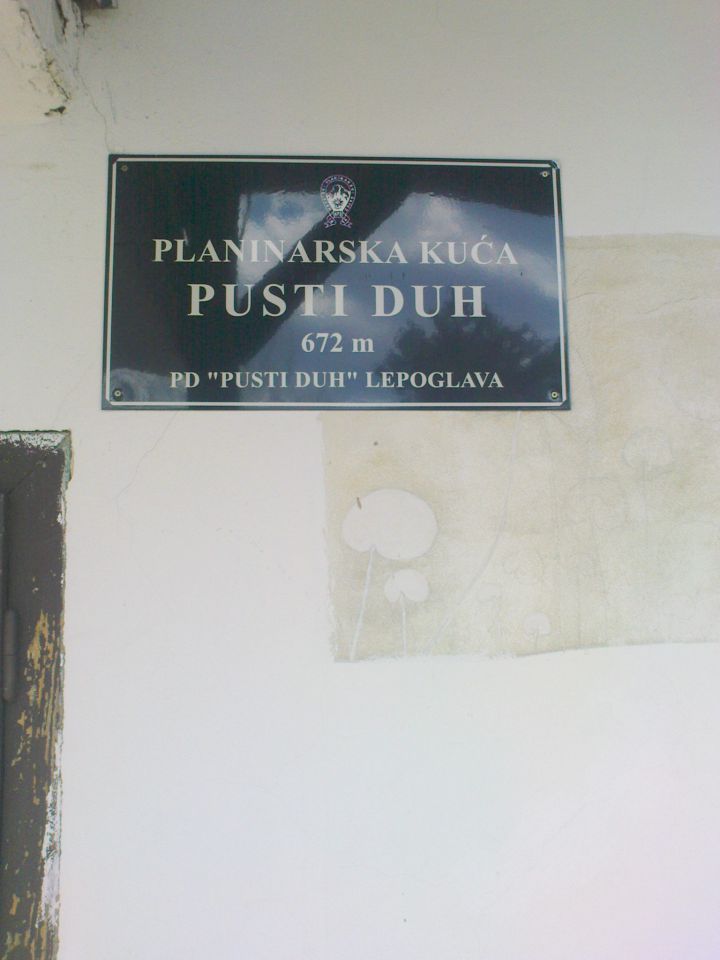 PLANINARSKA KUĆA
PUSTI DUH
672 m
PD "PUSTI DUH" LEPOGLAVA